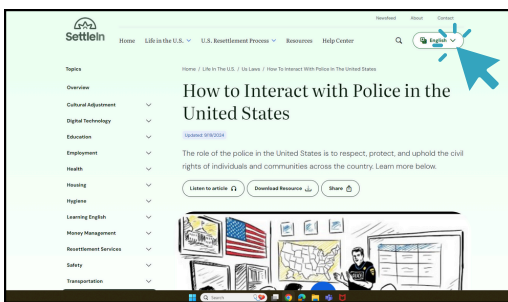 Newsfeed About Contact
SettleIn
Home Life in the U.S. U.S. Resettlement Process Resources Help Center English
Topics
Overview
Cultural Adjustment
Digital Technology
Education
Employment
Health
Housing
Hygiene
Learning English
Money Management
Resettlement Services
Safety
Transportation
Home / Life In The U.S. / Us Laws / How To Interact With Police In The United States
How to Interact with Police in the
United States
Updated: 9/19/2024
The role of the police in the United States is to respect, protect, and uphold the civil
rights of individuals and communities across the country. Learn more below.
Listen to article Download Resource Share
Search